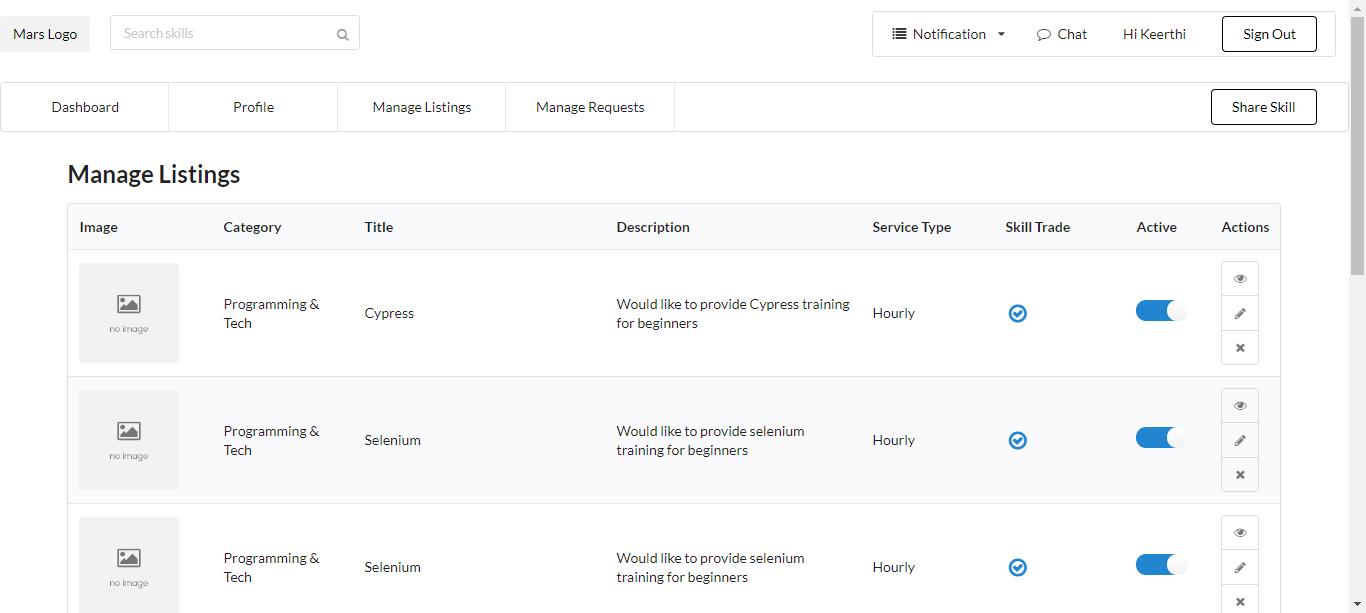 Mars Logo
Search skills
Notification
Chat
Hi Keerthi
Sign Out
Dashboard
Profile
Manage Listings
Manage Requests
Share Skill
Manage Listings
Image Category Title Description Service Type Skill Trade Active Actions
no image
Programming &
Tech
Cypress
Would like to provide Cypress training
for beginners
Hourly
no image
Programming &
Tech
Selenium
Would like to provide selenium
training for beginners
Hourly
no image
Programming &
Tech
Selenium
Would like to provide selenium
training for beginners
Hourly